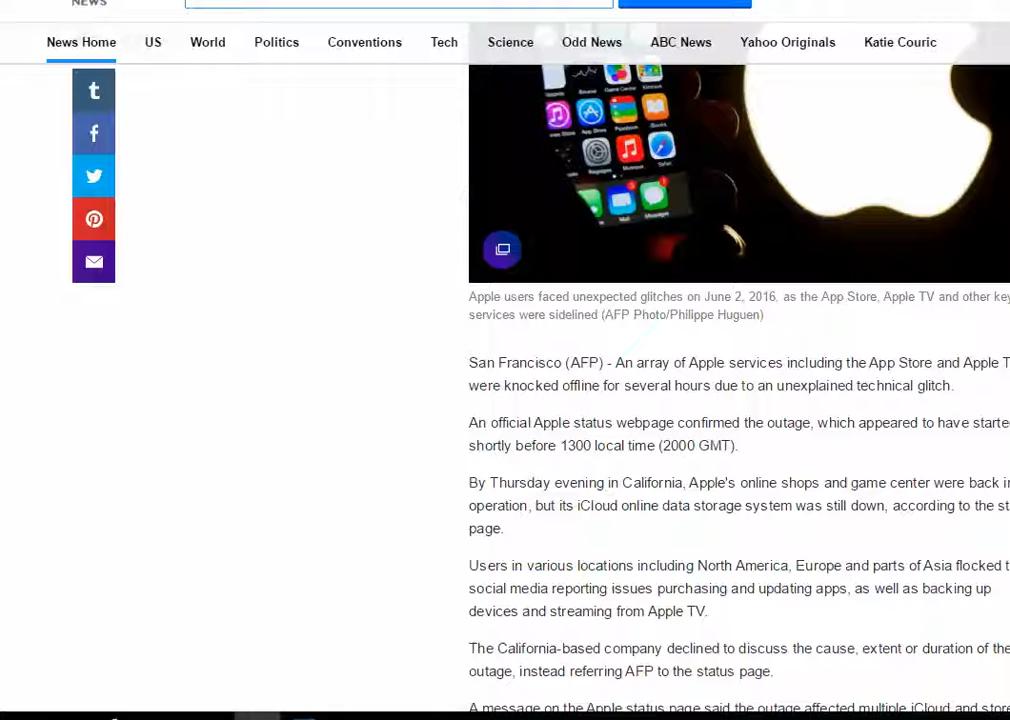 NEWS
News Home US World Politics Conventions Tech Science Odd News ABC News Yahoo Originals Katie Couric
Game Center
App Store
Mail
Messages
Apple users faced unexpected glitches on June 2, 2016, as the App Store, Apple TV and other key
services were sidelined (AFP Photo/Philippe Huguen)
San Francisco (AFP) - An array of Apple services including the App Store and Apple T
were knocked offline for several hours due to an unexplained technical glitch.
An official Apple status webpage confirmed the outage, which appeared to have starte
shortly before 1300 local time (2000 GMT).
By Thursday evening in California, Apple's online shops and game center were back i
operation, but its iCloud online data storage system was still down, according to the st
page.
Users in various locations including North America, Europe and parts of Asia flocked t
social media reporting issues purchasing and updating apps, as well as backing up
devices and streaming from Apple TV.
The California-based company declined to discuss the cause, extent or duration of the
outage, instead referring AFP to the status page.
A message on the Apple status page said the outage affected multiple iCloud and store